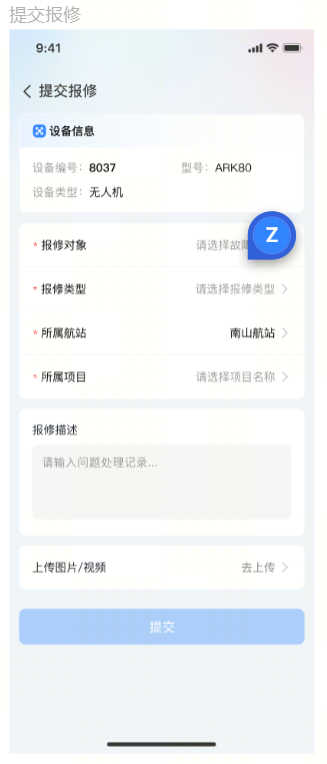 提交报修
9:41
提交报修
设备信息
设备编号：8037 型号：ARK80
设备类型：无人机
* 报修对象 请选择故
Z
* 报修类型 请选择报修类型
* 所属航站 南山航站
* 所属项目 请选择项目名称
报修描述
请输入问题处理记录...
上传图片/视频 去上传
提交